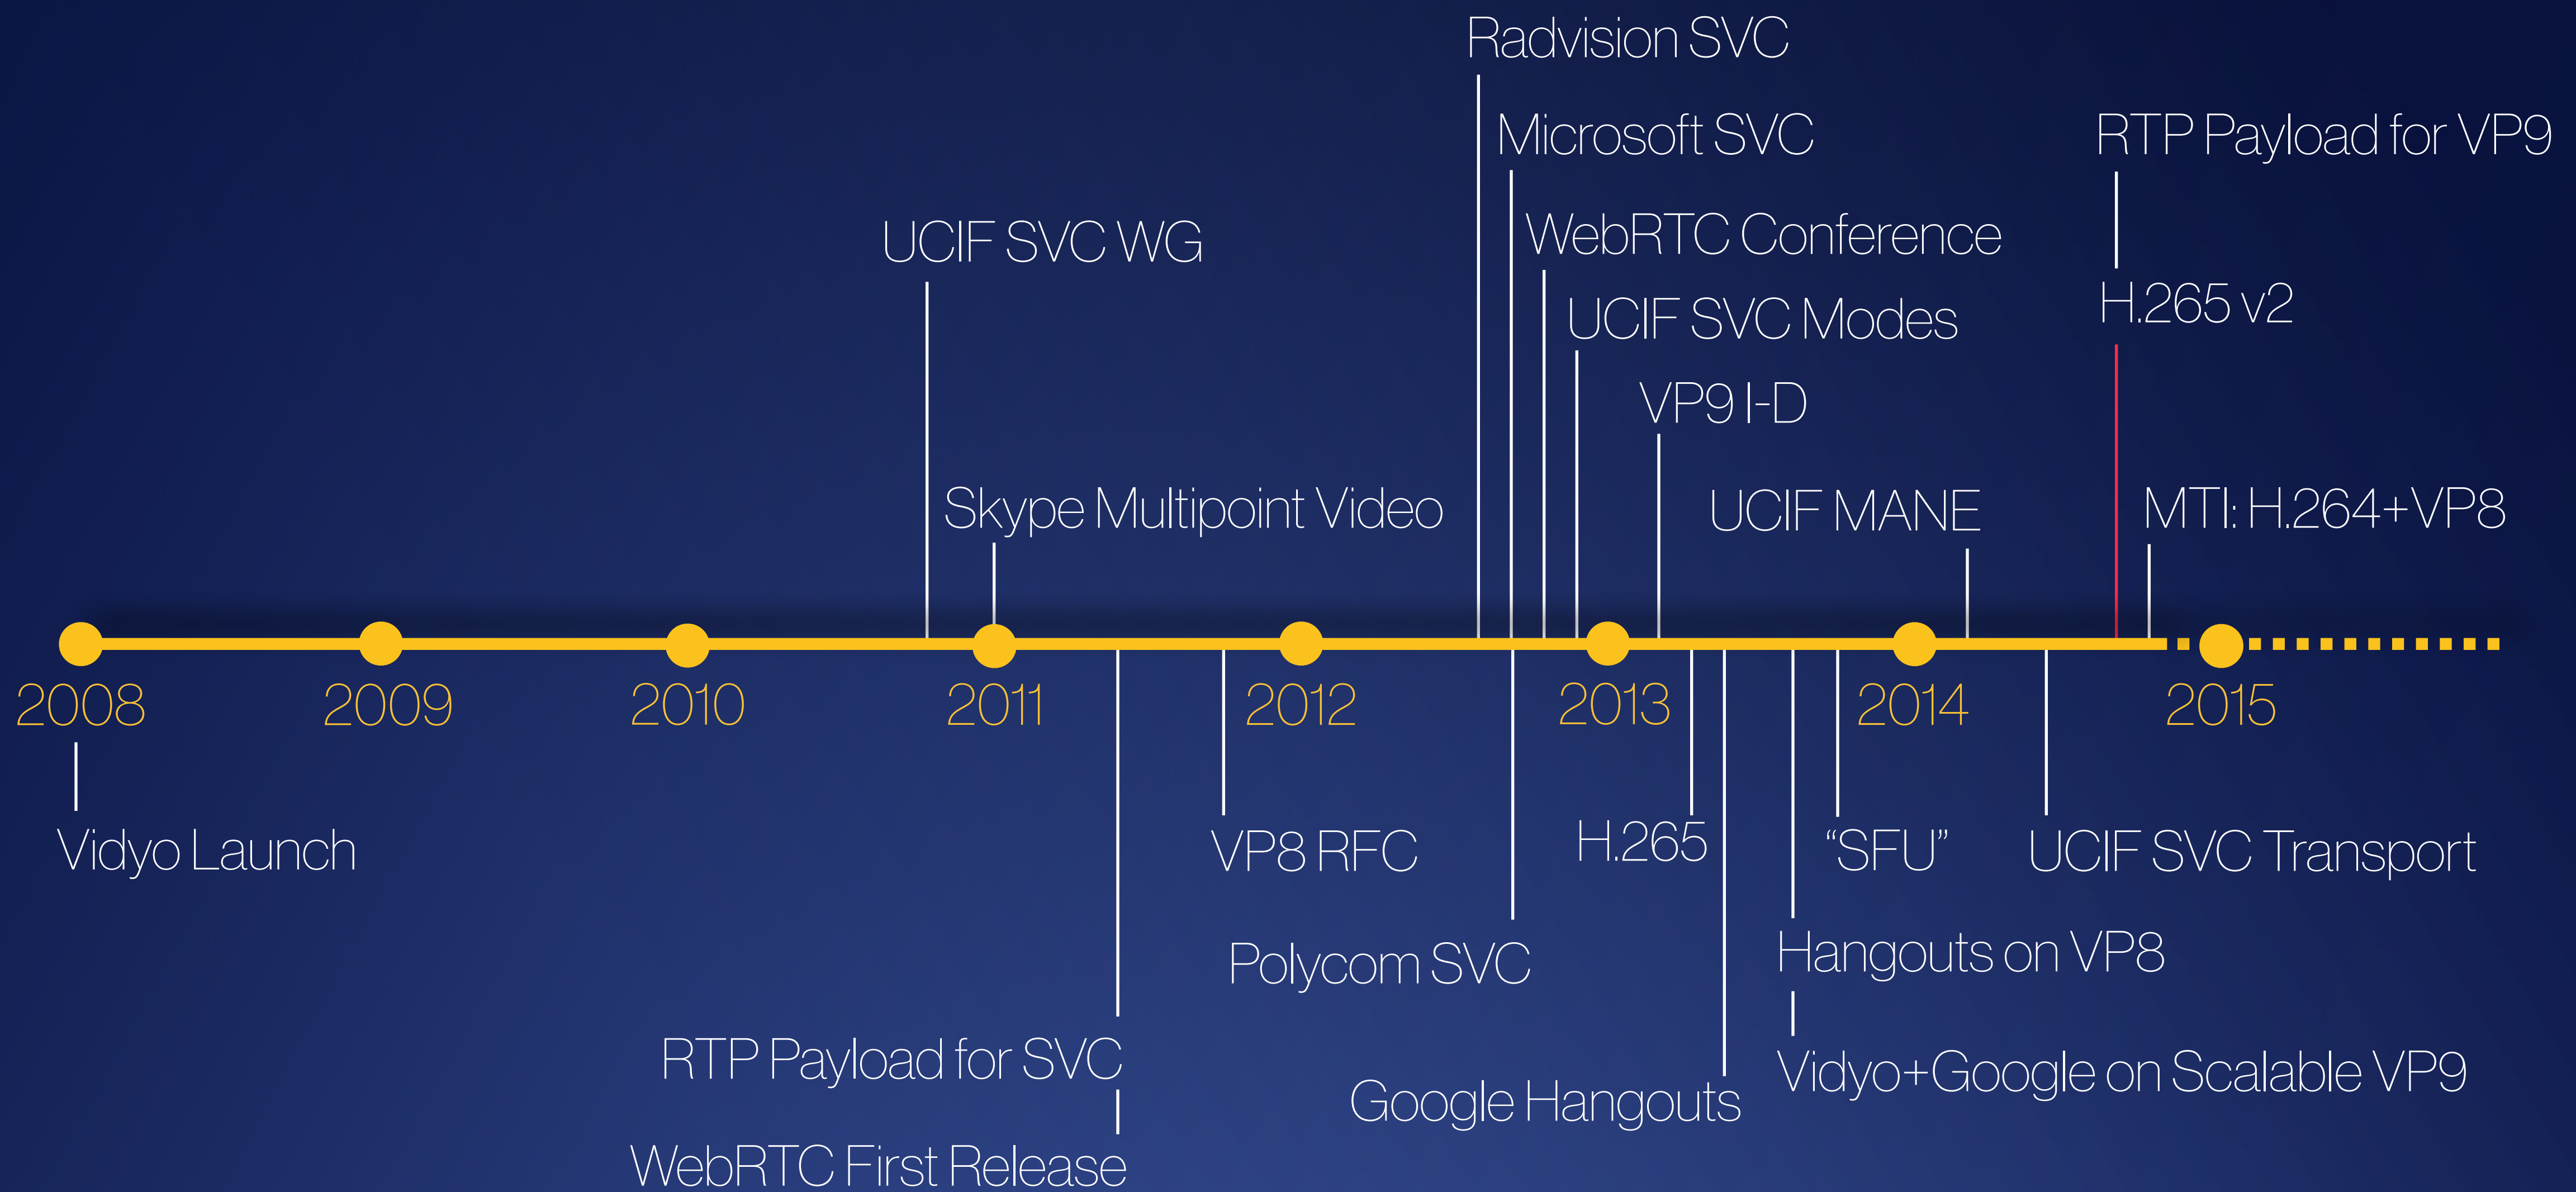 Radvision SVC
Microsoft SVC
RTP Payload for VP9
UCIF SVC WG
WebRTC Conference
H.265 v2
UCIF SVC Modes
VP9 I-D
Skype Multipoint Video
UCIF MANE
MTI: H.264+VP8
2008
2009
2010
2011
2012
2013
2014
2015
Vidyo Launch
VP8 RFC
H.265
“SFU”
UCIF SVC Transport
Polycom SVC
Hangouts on VP8
RTP Payload for SVC
Google Hangouts
Vidyo+Google on Scalable VP9
WebRTC First Release